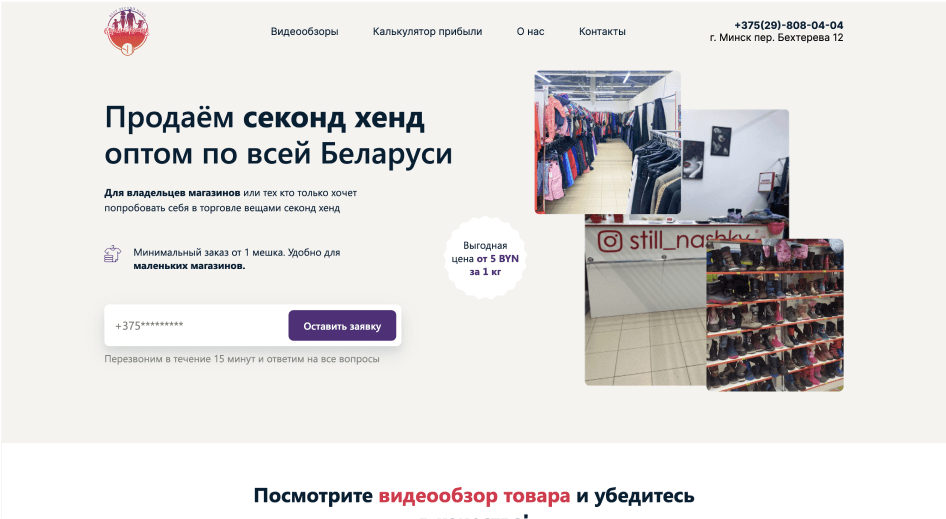 Видеообзоры
Калькулятор прибыли
О нас
Контакты
+375(29)-808-04-04
г. Минск пер. Бехтерева 12
Продаём секонд хенд
оптом по всей Беларуси
Для владельцев магазинов или тех кто только хочет
попробовать себя в торговле вещами секонд хенд
Минимальный заказ от 1 мешка. Удобно для
маленьких магазинов.
Выгодная
цена от 5 BYN
за 1 кг
still_nashky
+375*********
Оставить заявку
Перезвоним в течение 15 минут и ответим на все вопросы
Посмотрите видеообзор товара и убедитесь